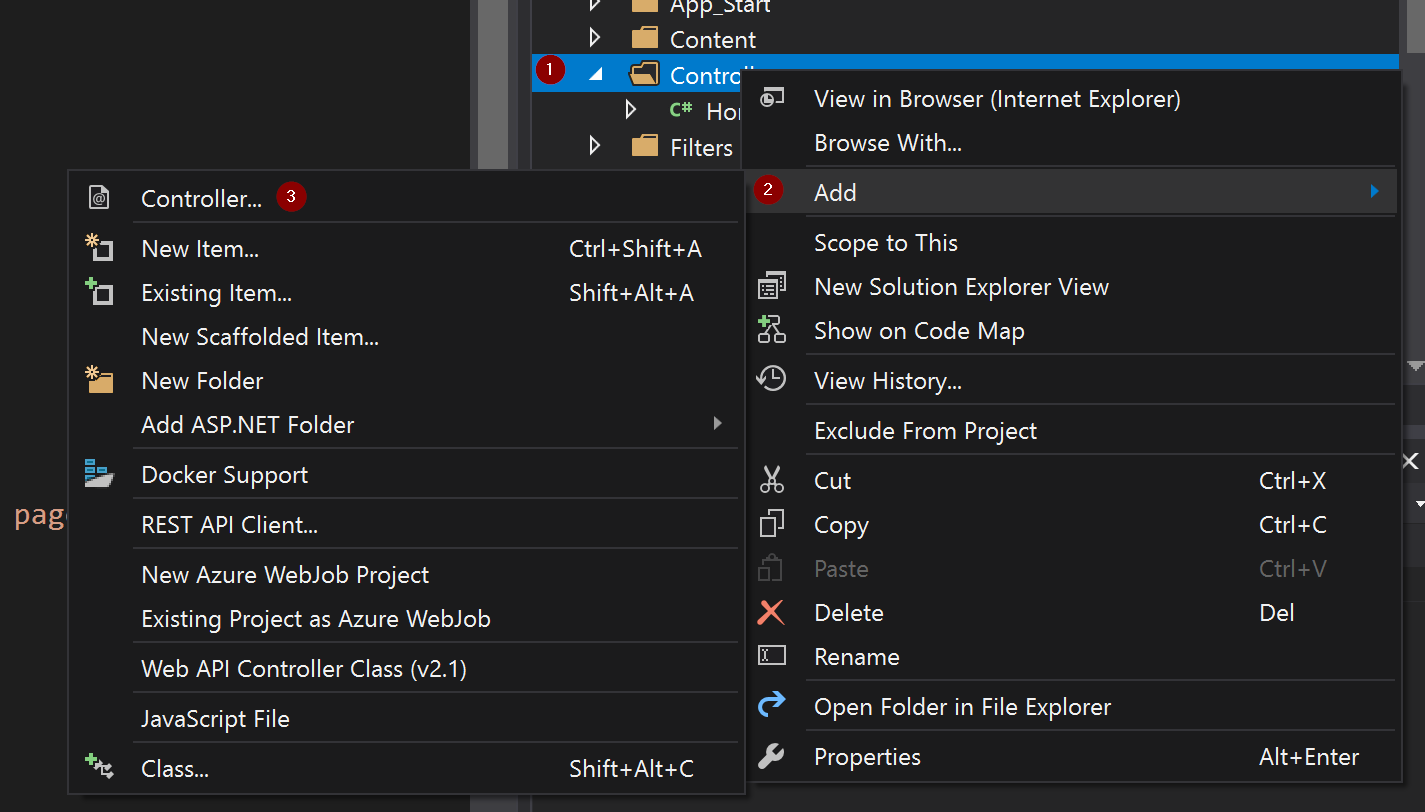 App_Start
Content
1
Control
C# Ho
Filters
View in Browser (Internet Explorer)
Browse With...
2 Add
Scope to This
New Solution Explorer View
Show on Code Map
View History...
Exclude From Project
Cut Ctrl+X
Copy Ctrl+C
Paste Ctrl+V
Delete Del
Rename
Open Folder in File Explorer
Properties Alt+Enter
Controller... 3
New Item... Ctrl+Shift+A
Existing Item... Shift+Alt+A
New Scaffolded Item...
New Folder
Add ASP.NET Folder
Docker Support
REST API Client...
New Azure WebJob Project
Existing Project as Azure WebJob
Web API Controller Class (v2.1)
JavaScript File
Class... Shift+Alt+C
page